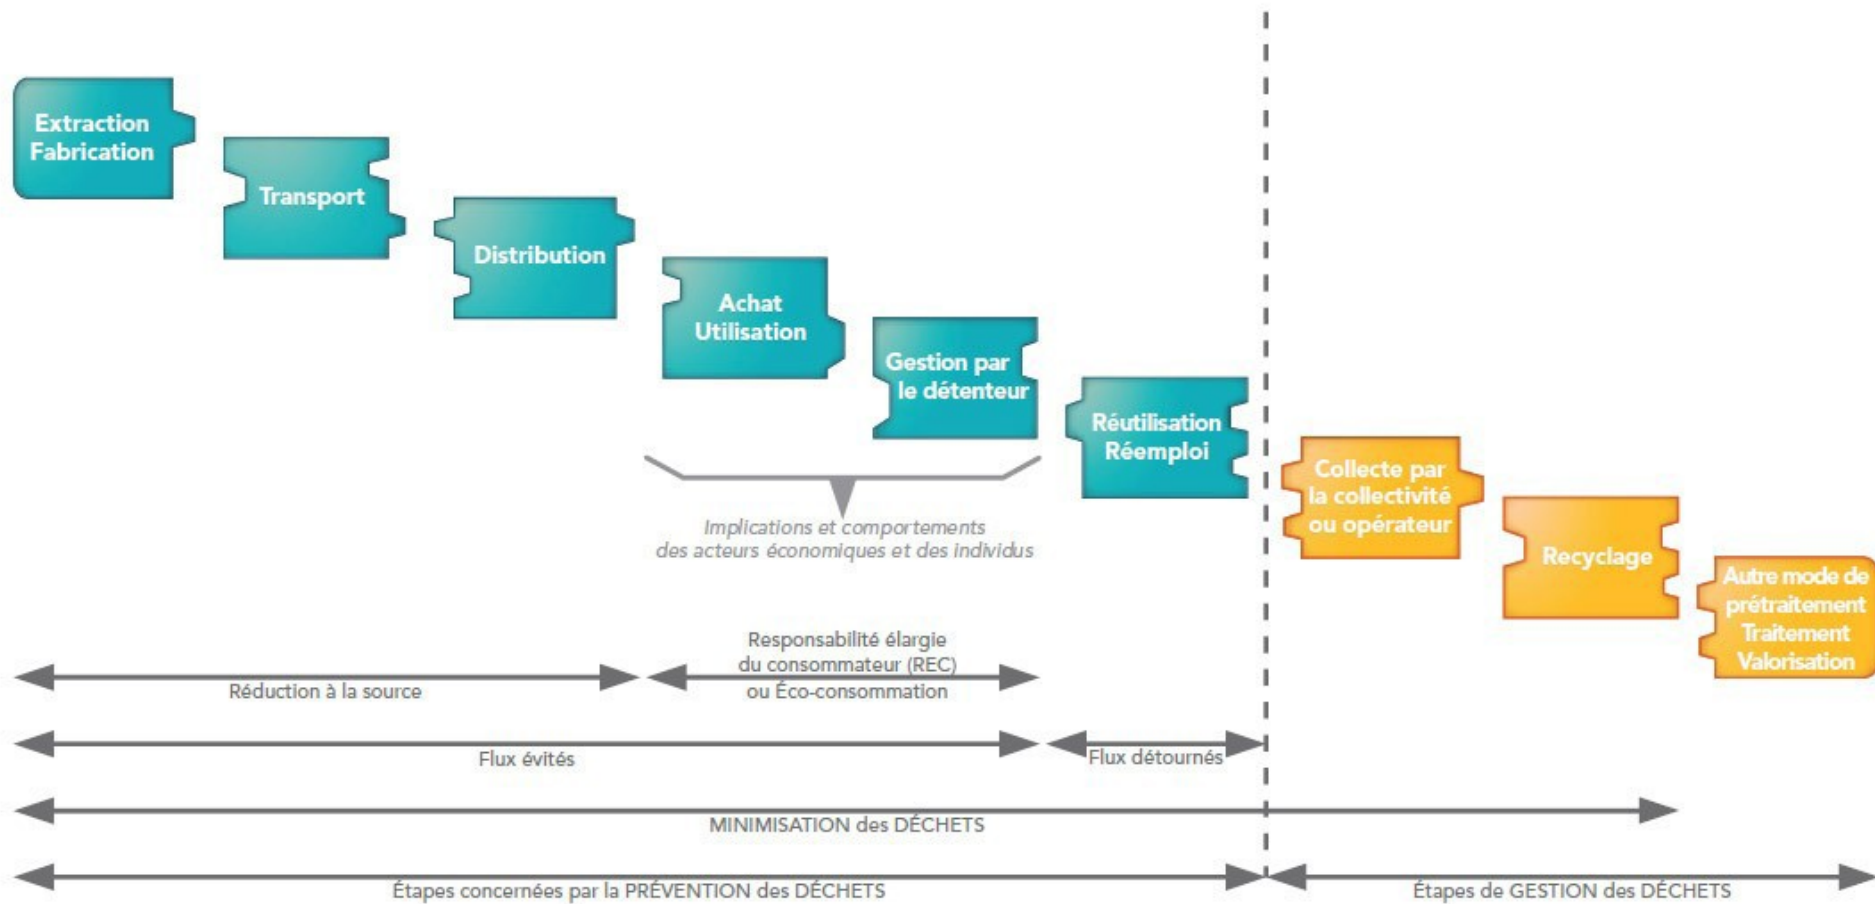 Extraction
Fabrication
Transport
Distribution
Achat
Utilisation
Gestion par
le détenteur
Réutilisation
Réemploi
Collecte par
la collectivité
ou opérateur
Recyclage
Autre mode de
prétraitement
Traitement
Valorisation
Implications et comportements
des acteurs économiques et des individus
Réduction à la source
Responsabilité élargie
du consommateur (REC)
ou Éco-consommation
Flux évités
Flux détournés
MINIMISATION des DÉCHETS
Étapes concernées par la PRÉVENTION des DÉCHETS
Étapes de GESTION des DÉCHETS